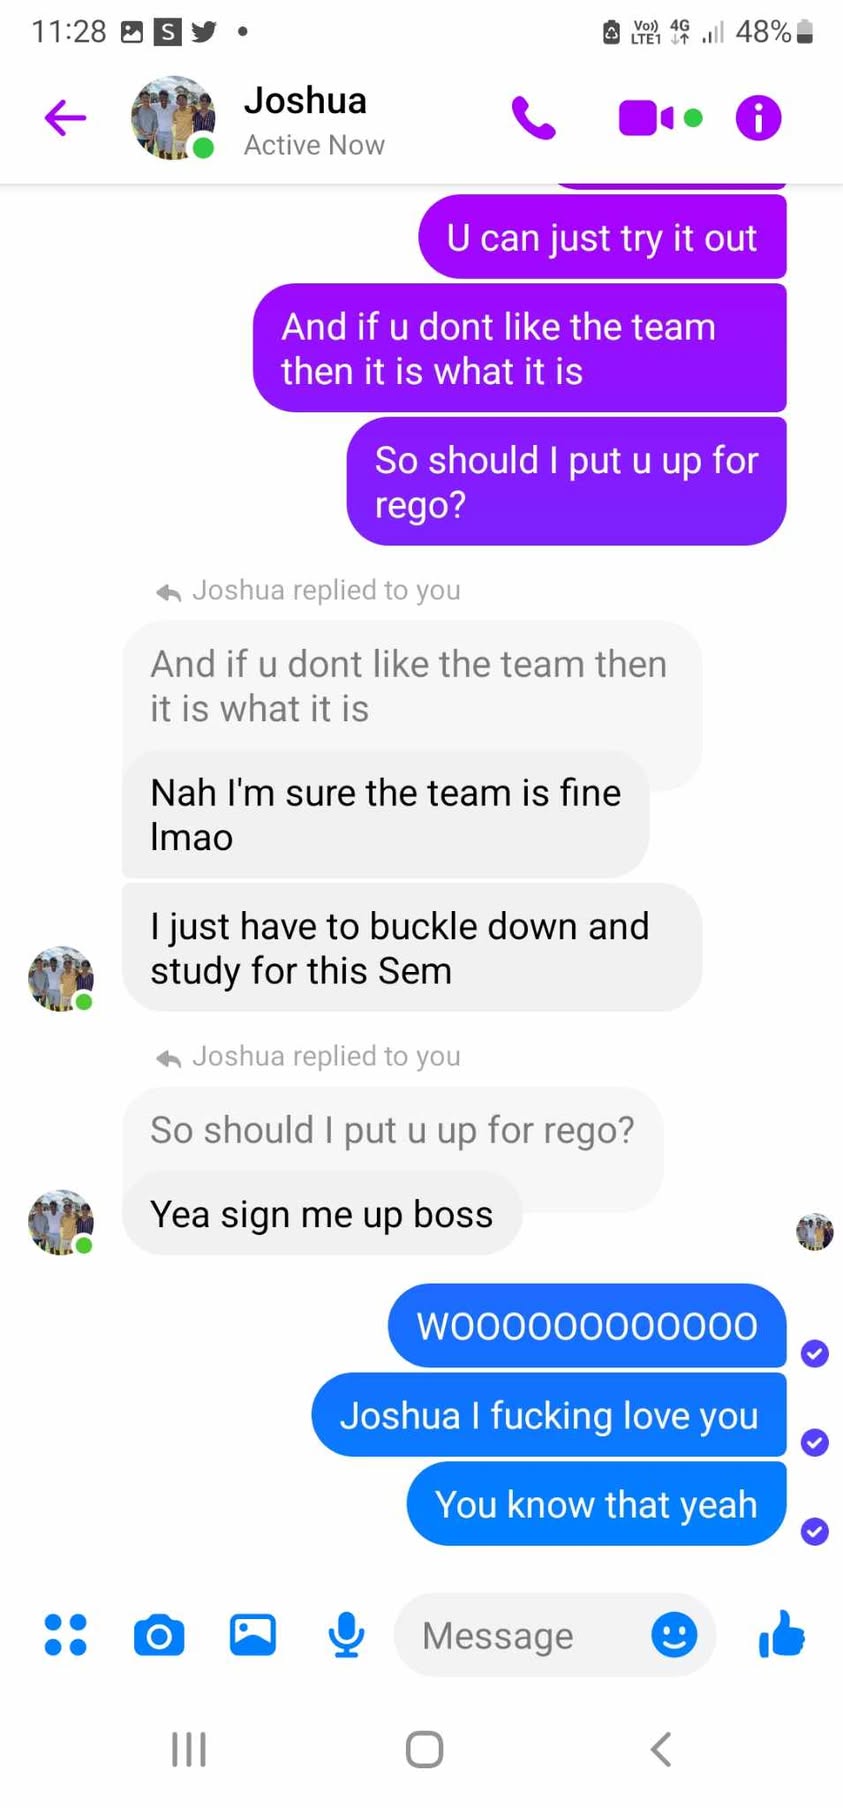 11:28 S Vo)) LTE1 4G 48%
Joshua
Active Now
U can just try it out
And if u dont like the team
then it is what it is
So should I put u up for
rego?
Joshua replied to you
And if u dont like the team then
it is what it is
Nah I'm sure the team is fine
lmao
I just have to buckle down and
study for this Sem
Joshua replied to you
So should I put u up for rego?
Yea sign me up boss
WOOOOOOOOOOOO
Joshua I fucking love you
You know that yeah
Message